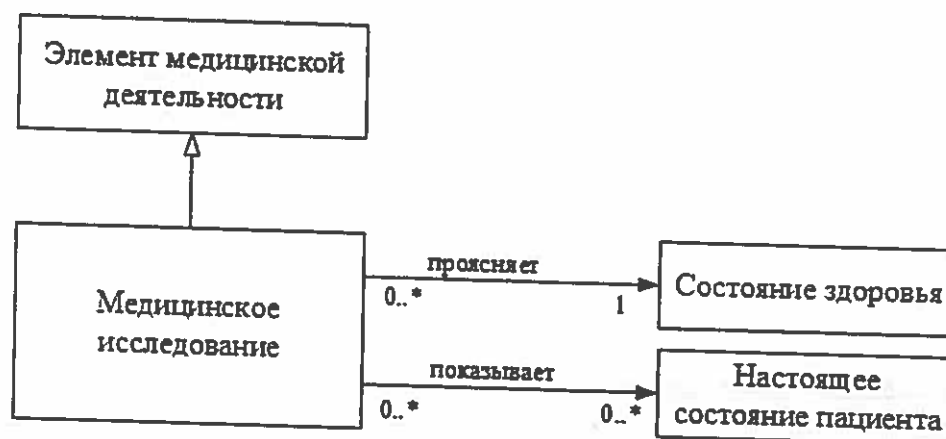 Элемент медицинской
деятельности
проясняет
0..*
1
Состояние здоровья
Медицинское
исследование
показывает
0..*
0..*
Настоящее
состояние пациента